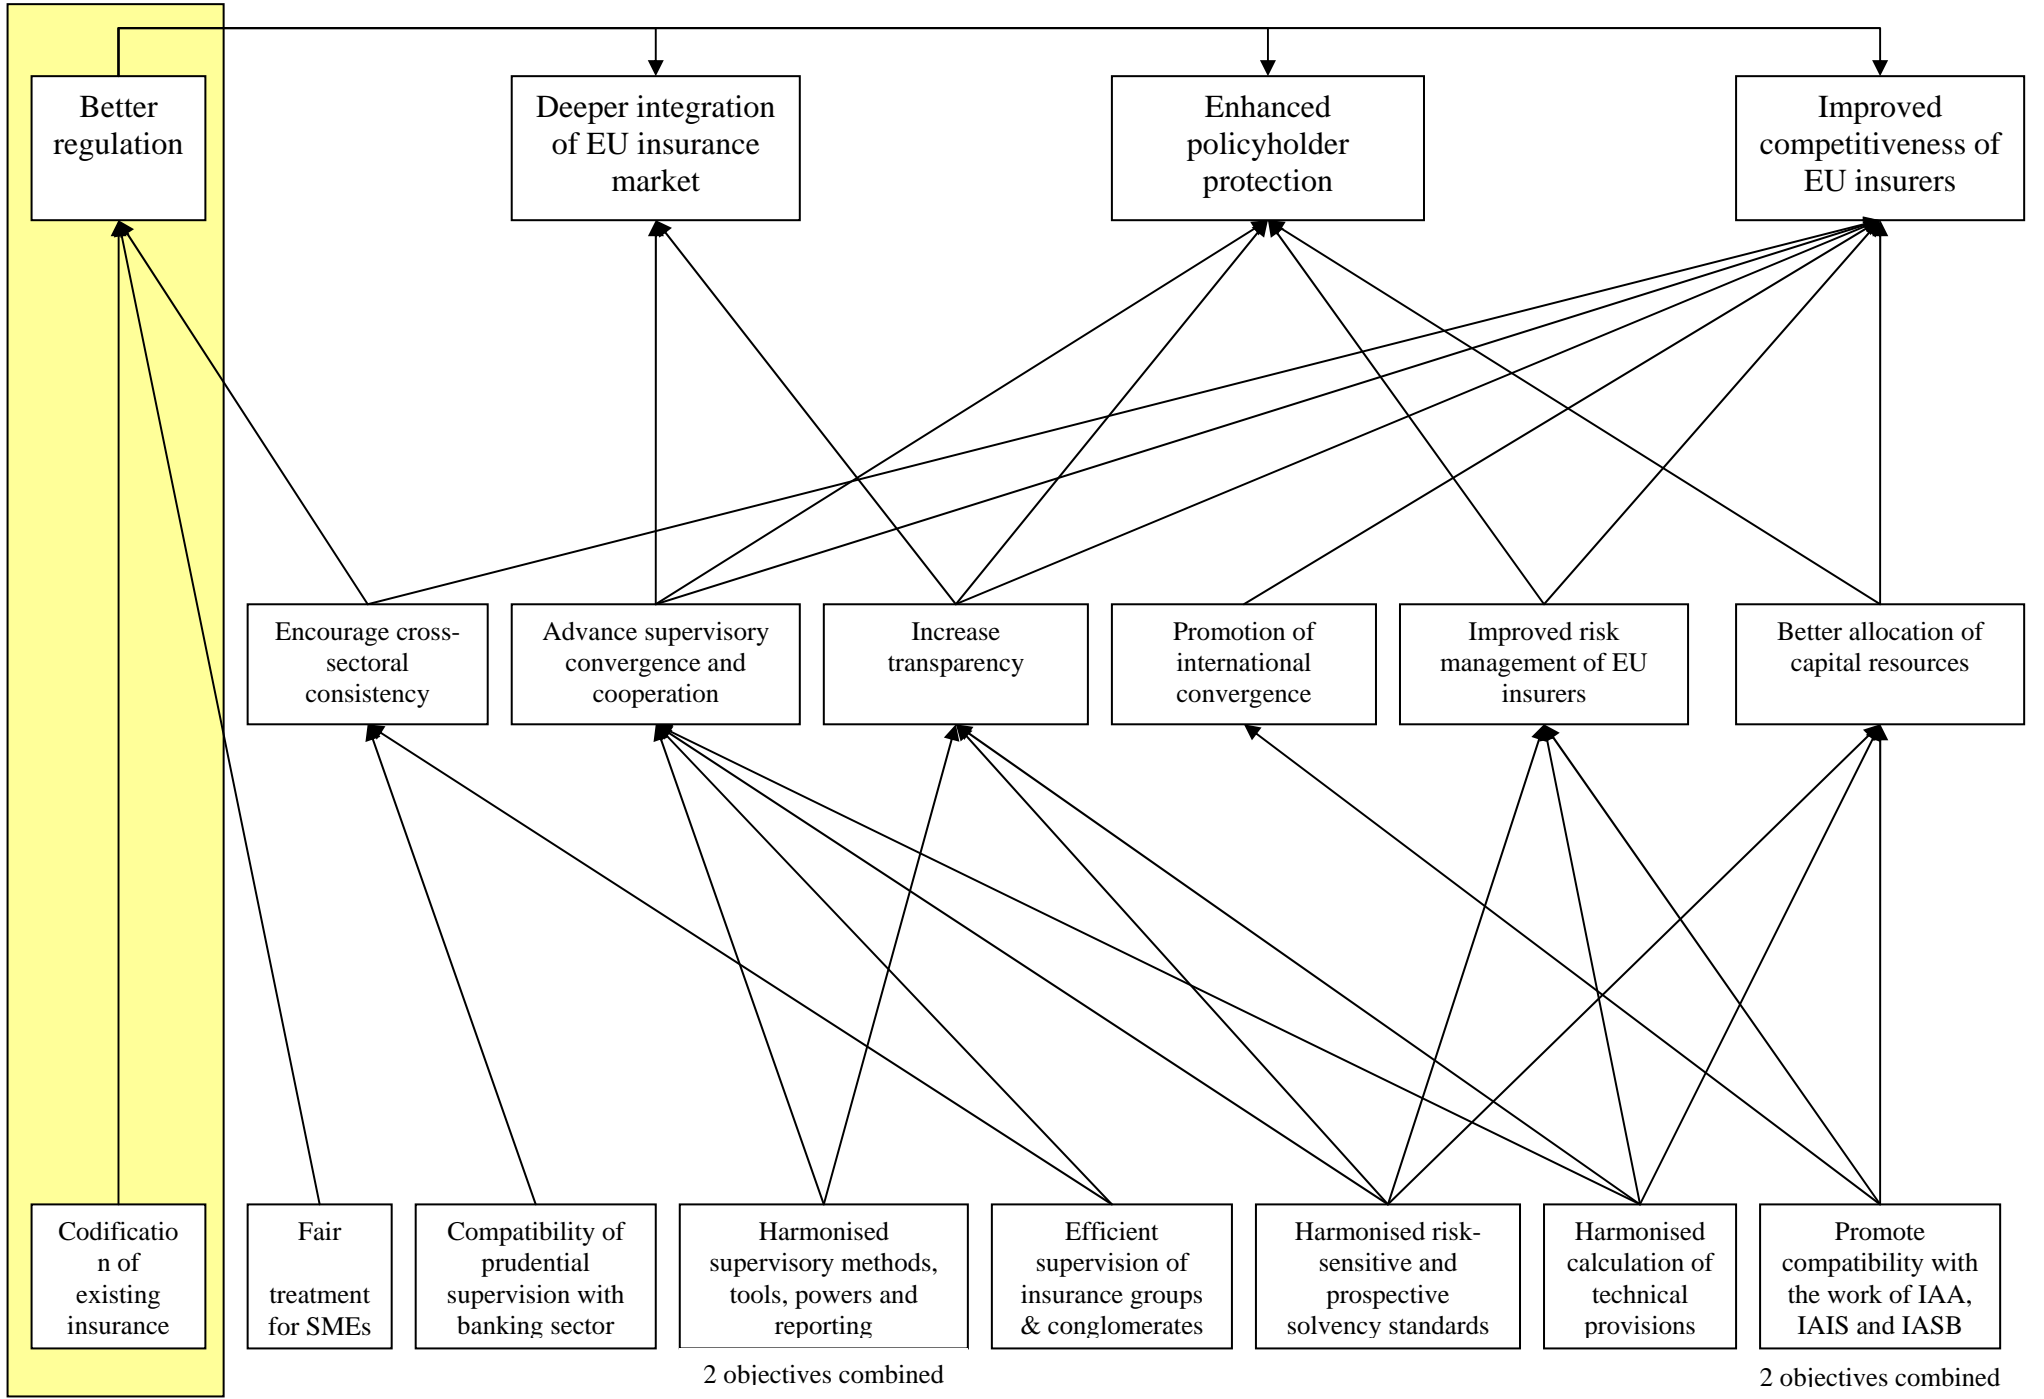 Better
regulation
Deeper integration
of EU insurance
market
Enhanced
policyholder
protection
Improved
competitiveness of
EU insurers
Encourage cross-
sectoral
consistency
Advance supervisory
convergence and
cooperation
Increase
transparency
Promotion of
international
convergence
Improved risk
management of EU
insurers
Better allocation of
capital resources
Codificatio
n of
existing
insurance
Fair
treatment
for SMEs
Compatibility of
prudential
supervision with
banking sector
Harmonised
supervisory methods,
tools, powers and
reporting
Efficient
supervision of
insurance groups
& conglomerates
Harmonised risk-
sensitive and
prospective
solvency standards
Harmonised
calculation of
technical
provisions
Promote
compatibility with
the work of IAA,
IAIS and IASB
2 objectives combined
2 objectives combined